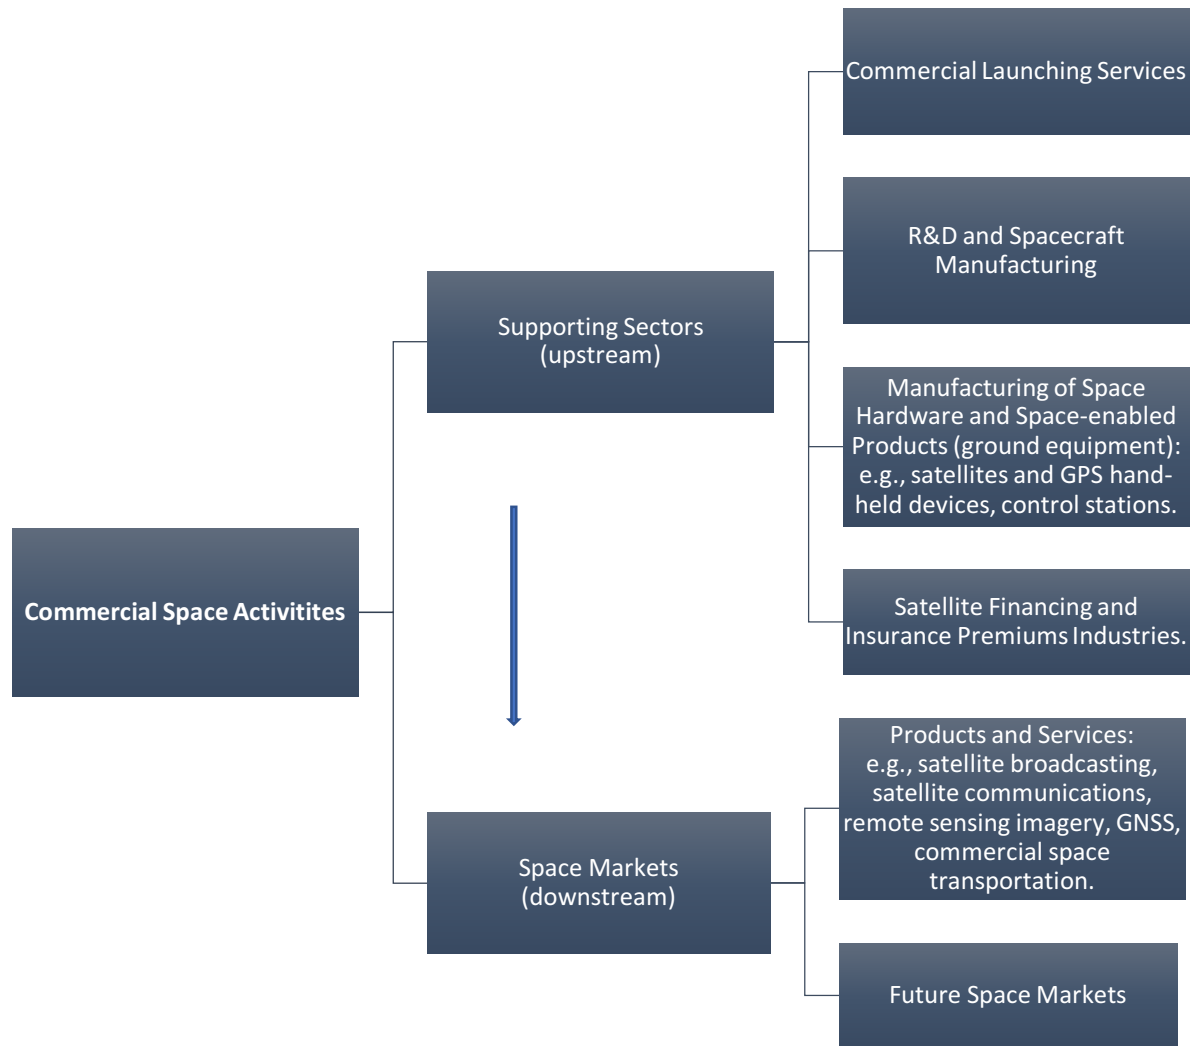 Commercial Space Activitites
Supporting Sectors
(upstream)
Commercial Launching Services
R&D and Spacecraft
Manufacturing
Manufacturing of Space
Hardware and Space-enabled
Products (ground equipment):
e.g., satellites and GPS hand-
held devices, control stations.
Satellite Financing and
Insurance Premiums Industries.
Space Markets
(downstream)
Products and Services:
e.g., satellite broadcasting,
satellite communications,
remote sensing imagery, GNSS,
commercial space
transportation.
Future Space Markets